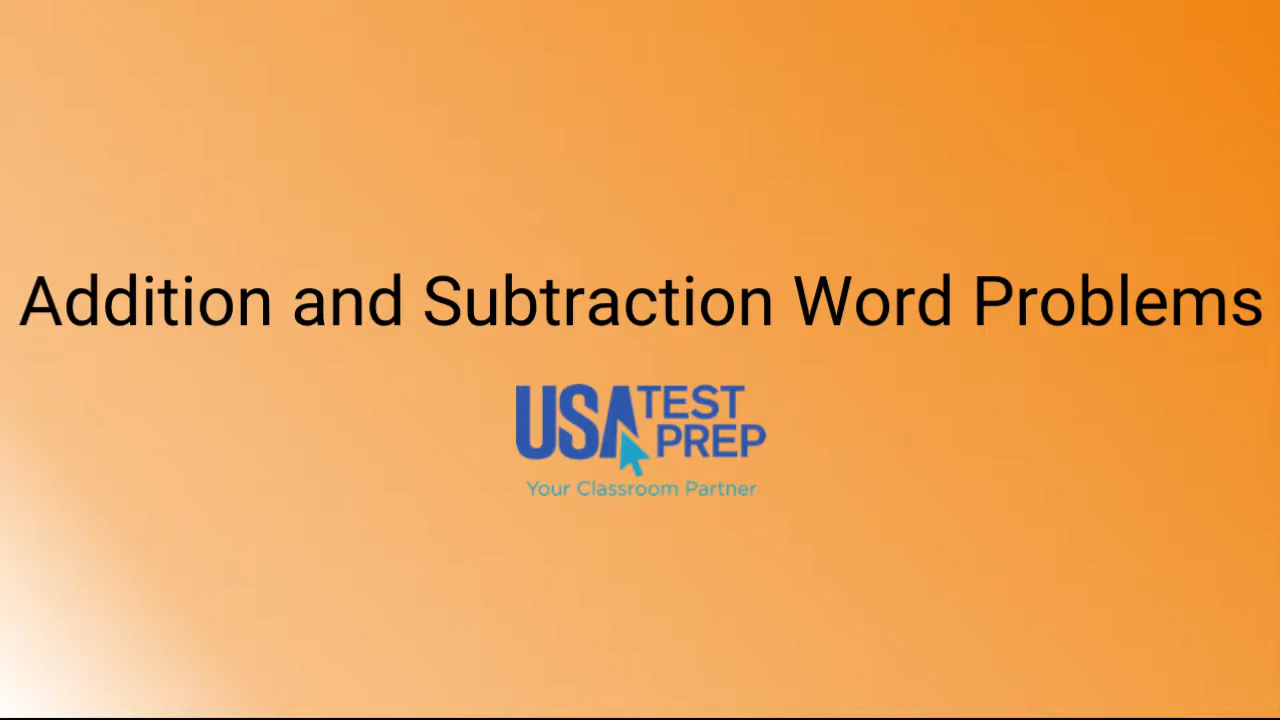 Addition and Subtraction Word Problems
USA TEST PREP
Your Classroom Partner